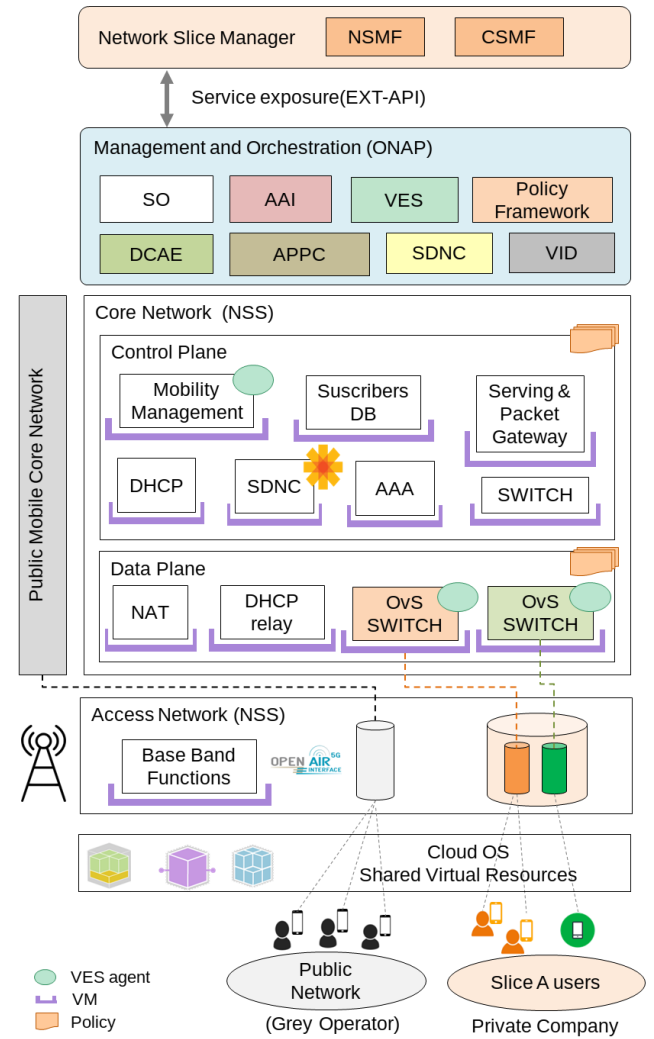 Network Slice Manager
NSMF
CSMF
Service exposure(EXT-API)
Management and Orchestration (ONAP)
SO
AAI
VES
Policy
Framework
DCAE
APPC
SDNC
VID
Public Mobile Core Network
Core Network (NSS)
Control Plane
Mobility
Management
Suscribers
DB
Serving &
Packet
Gateway
DHCP
SDNC
AAA
SWITCH
Data Plane
NAT
DHCP
relay
OvS
SWITCH
OvS
SWITCH
Access Network (NSS)
Base Band
Functions
OPEN AIR 5G
INTERFACE
Cloud OS
Shared Virtual Resources
Public
Network
(Grey Operator)
Slice A users
Private Company
VES agent
VM
Policy